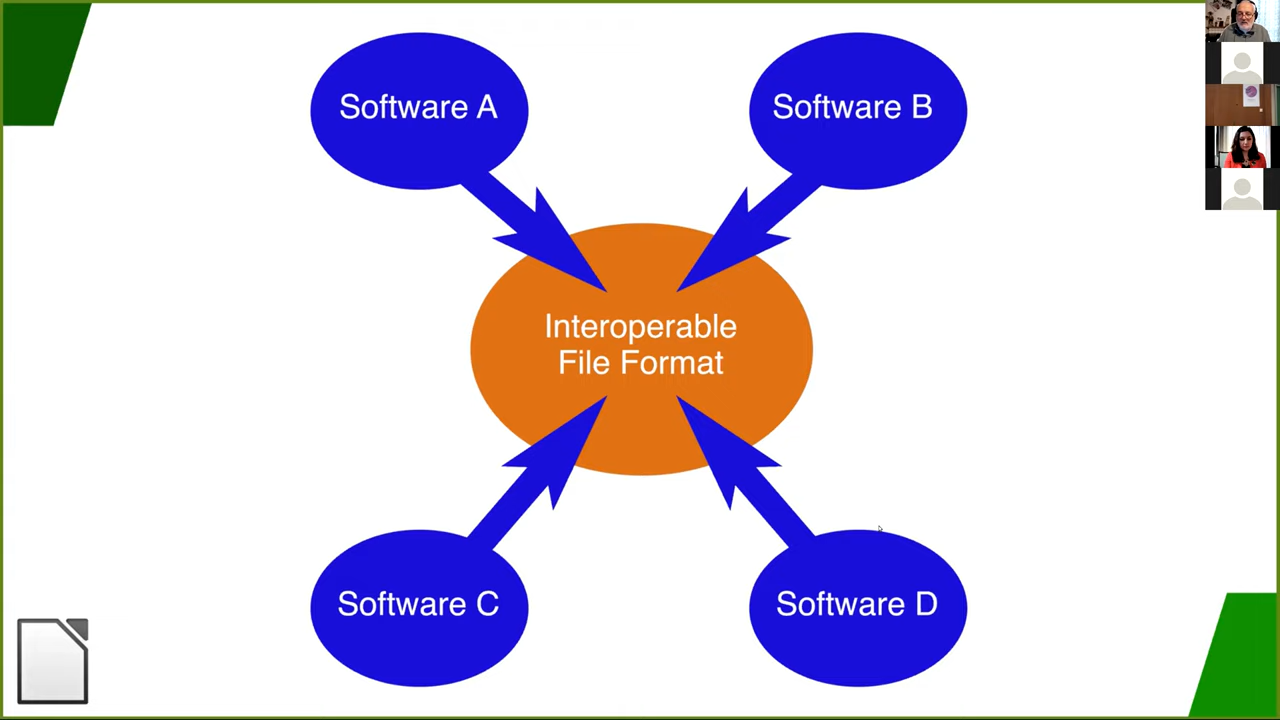 Software A
Software B
Interoperable
File Format
Software C
Software D